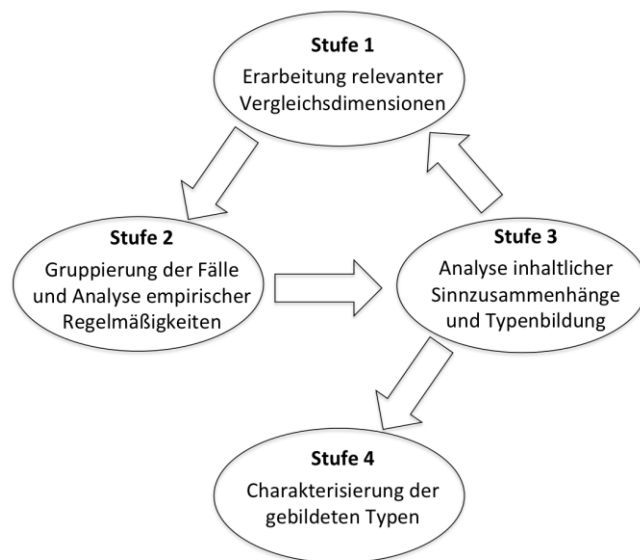 Stufe 1
Erarbeitung relevanter
Vergleichsdimensionen
Stufe 2
Gruppierung der Fälle
und Analyse empirischer
Regelmäßigkeiten
Stufe 3
Analyse inhaltlicher
Sinnzusammenhänge
und Typenbildung
Stufe 4
Charakterisierung der
gebildeten Typen